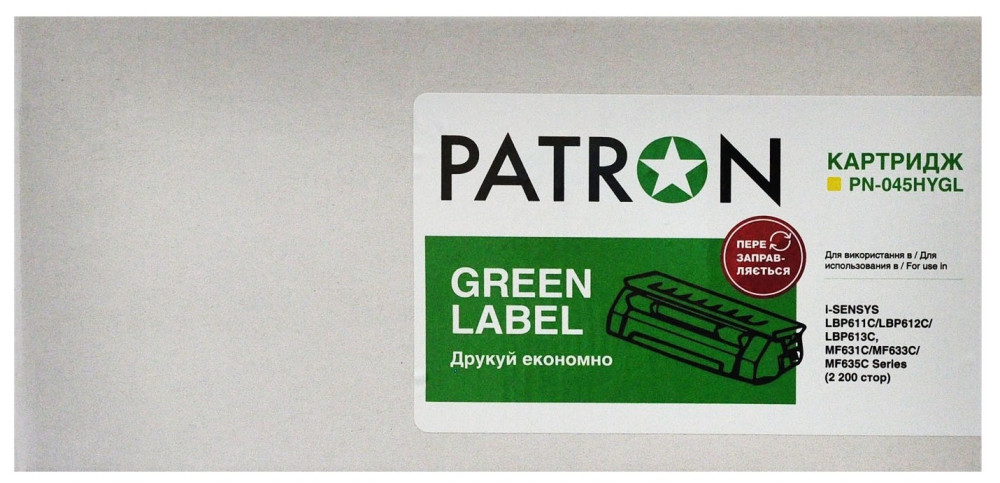 PATRON
КАРТРИДЖ
PN-045HYGL
ПЕРЕ
ЗАПРАВ-
ЛЯЄТЬСЯ
GREEN
LABEL
Друкуй економно
Для використання в / Для
использования в / For use in
i-SENSYS
LBP611C/LBP612C/
LBP613C,
MF631C/MF633C/
MF635C Series
(2 200 стор)